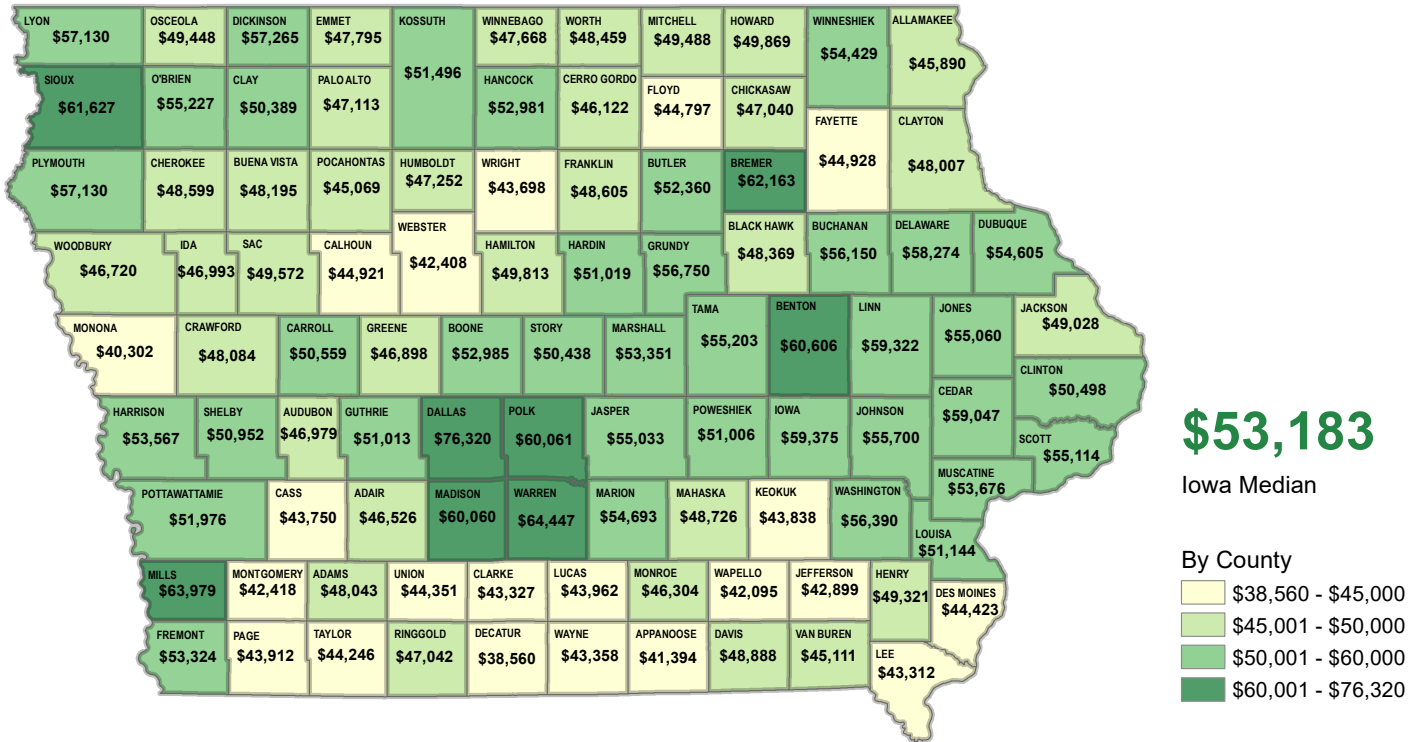 LYON
$57,130
OSCEOLA
$49,448
DICKINSON
$57,265
EMMET
$47,795
KOSSUTH
$51,496
WINNEBAGO
$47,668
WORTH
$48,459
MITCHELL
$49,488
HOWARD
$49,869
WINNESHIEK
$54,429
ALLAMAKEE
$45,890
SIOUX
$61,627
O'BRIEN
$55,227
CLAY
$50,389
PALO ALTO
$47,113
HANCOCK
$52,981
CERRO GORDO
$46,122
FLOYD
$44,797
CHICKASAW
$47,040
FAYETTE
$44,928
CLAYTON
$48,007
PLYMOUTH
$57,130
CHEROKEE
$48,599
BUENA VISTA
$48,195
POCAHONTAS
$45,069
HUMBOLDT
$47,252
WRIGHT
$43,698
FRANKLIN
$48,605
BUTLER
$52,360
BREMER
$62,163
WOODBURY
$46,720
IDA
$46,993
SAC
$49,572
CALHOUN
$44,921
WEBSTER
$42,408
HAMILTON
$49,813
HARDIN
$51,019
GRUNDY
$56,750
BLACK HAWK
$48,369
BUCHANAN
$56,150
DELAWARE
$58,274
DUBUQUE
$54,605
MONONA
$40,302
CRAWFORD
$48,084
CARROLL
$50,559
GREENE
$46,898
BOONE
$52,985
STORY
$50,438
MARSHALL
$53,351
TAMA
$55,203
BENTON
$60,606
LINN
$59,322
JONES
$55,060
JACKSON
$49,028
CLINTON
$50,498
CEDAR
$59,047
HARRISON
$53,567
SHELBY
$50,952
AUDUBON
$46,979
GUTHRIE
$51,013
DALLAS
$76,320
POLK
$60,061
JASPER
$55,033
POWESHIEK
$51,006
IOWA
$59,375
JOHNSON
$55,700
SCOTT
$55,114
MUSCATINE
$53,676
POTTAWATTAMIE
$51,976
CASS
$43,750
ADAIR
$46,526
MADISON
$60,060
WARREN
$64,447
MARION
$54,693
MAHASKA
$48,726
KEOKUK
$43,838
WASHINGTON
$56,390
LOUISA
$51,144
MILLS
$63,979
MONTGOMERY
$42,418
ADAMS
$48,043
UNION
$44,351
CLARKE
$43,327
LUCAS
$43,962
MONROE
$46,304
WAPELLO
$42,095
JEFFERSON
$42,899
HENRY
$49,321
DES MOINES
$44,423
FREMONT
$53,324
PAGE
$43,912
TAYLOR
$44,246
RINGGOLD
$47,042
DECATUR
$38,560
WAYNE
$43,358
APPANOOSE
$41,394
DAVIS
$48,888
VAN BUREN
$45,111
LEE
$43,312
$53,183
Iowa Median
By County
$38,560 - $45,000
$45,001 - $50,000
$50,001 - $60,000
$60,001 - $76,320